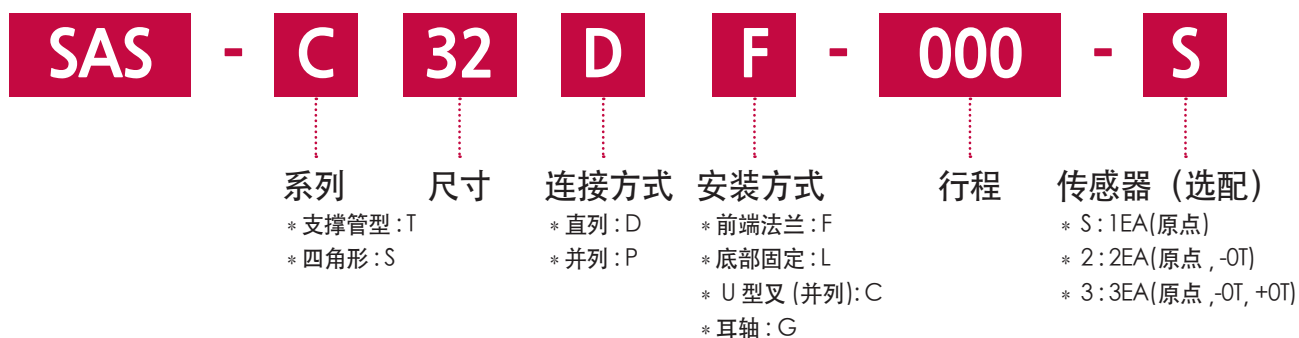 SAS - C 32 D F - 000 - S
系列 尺寸 连接方式 安装方式 行程 传感器（选配）
* 支撑管型 : T * 直列 : D * 前端法兰 : F * S : 1EA(原点)
* 四角形 : S * 并列 : P * 底部固定 : L * 2 : 2EA(原点 , -0T)
* U 型叉 (并列): C * 3 : 3EA(原点 ,-0T, +0T)
* 耳轴 : G